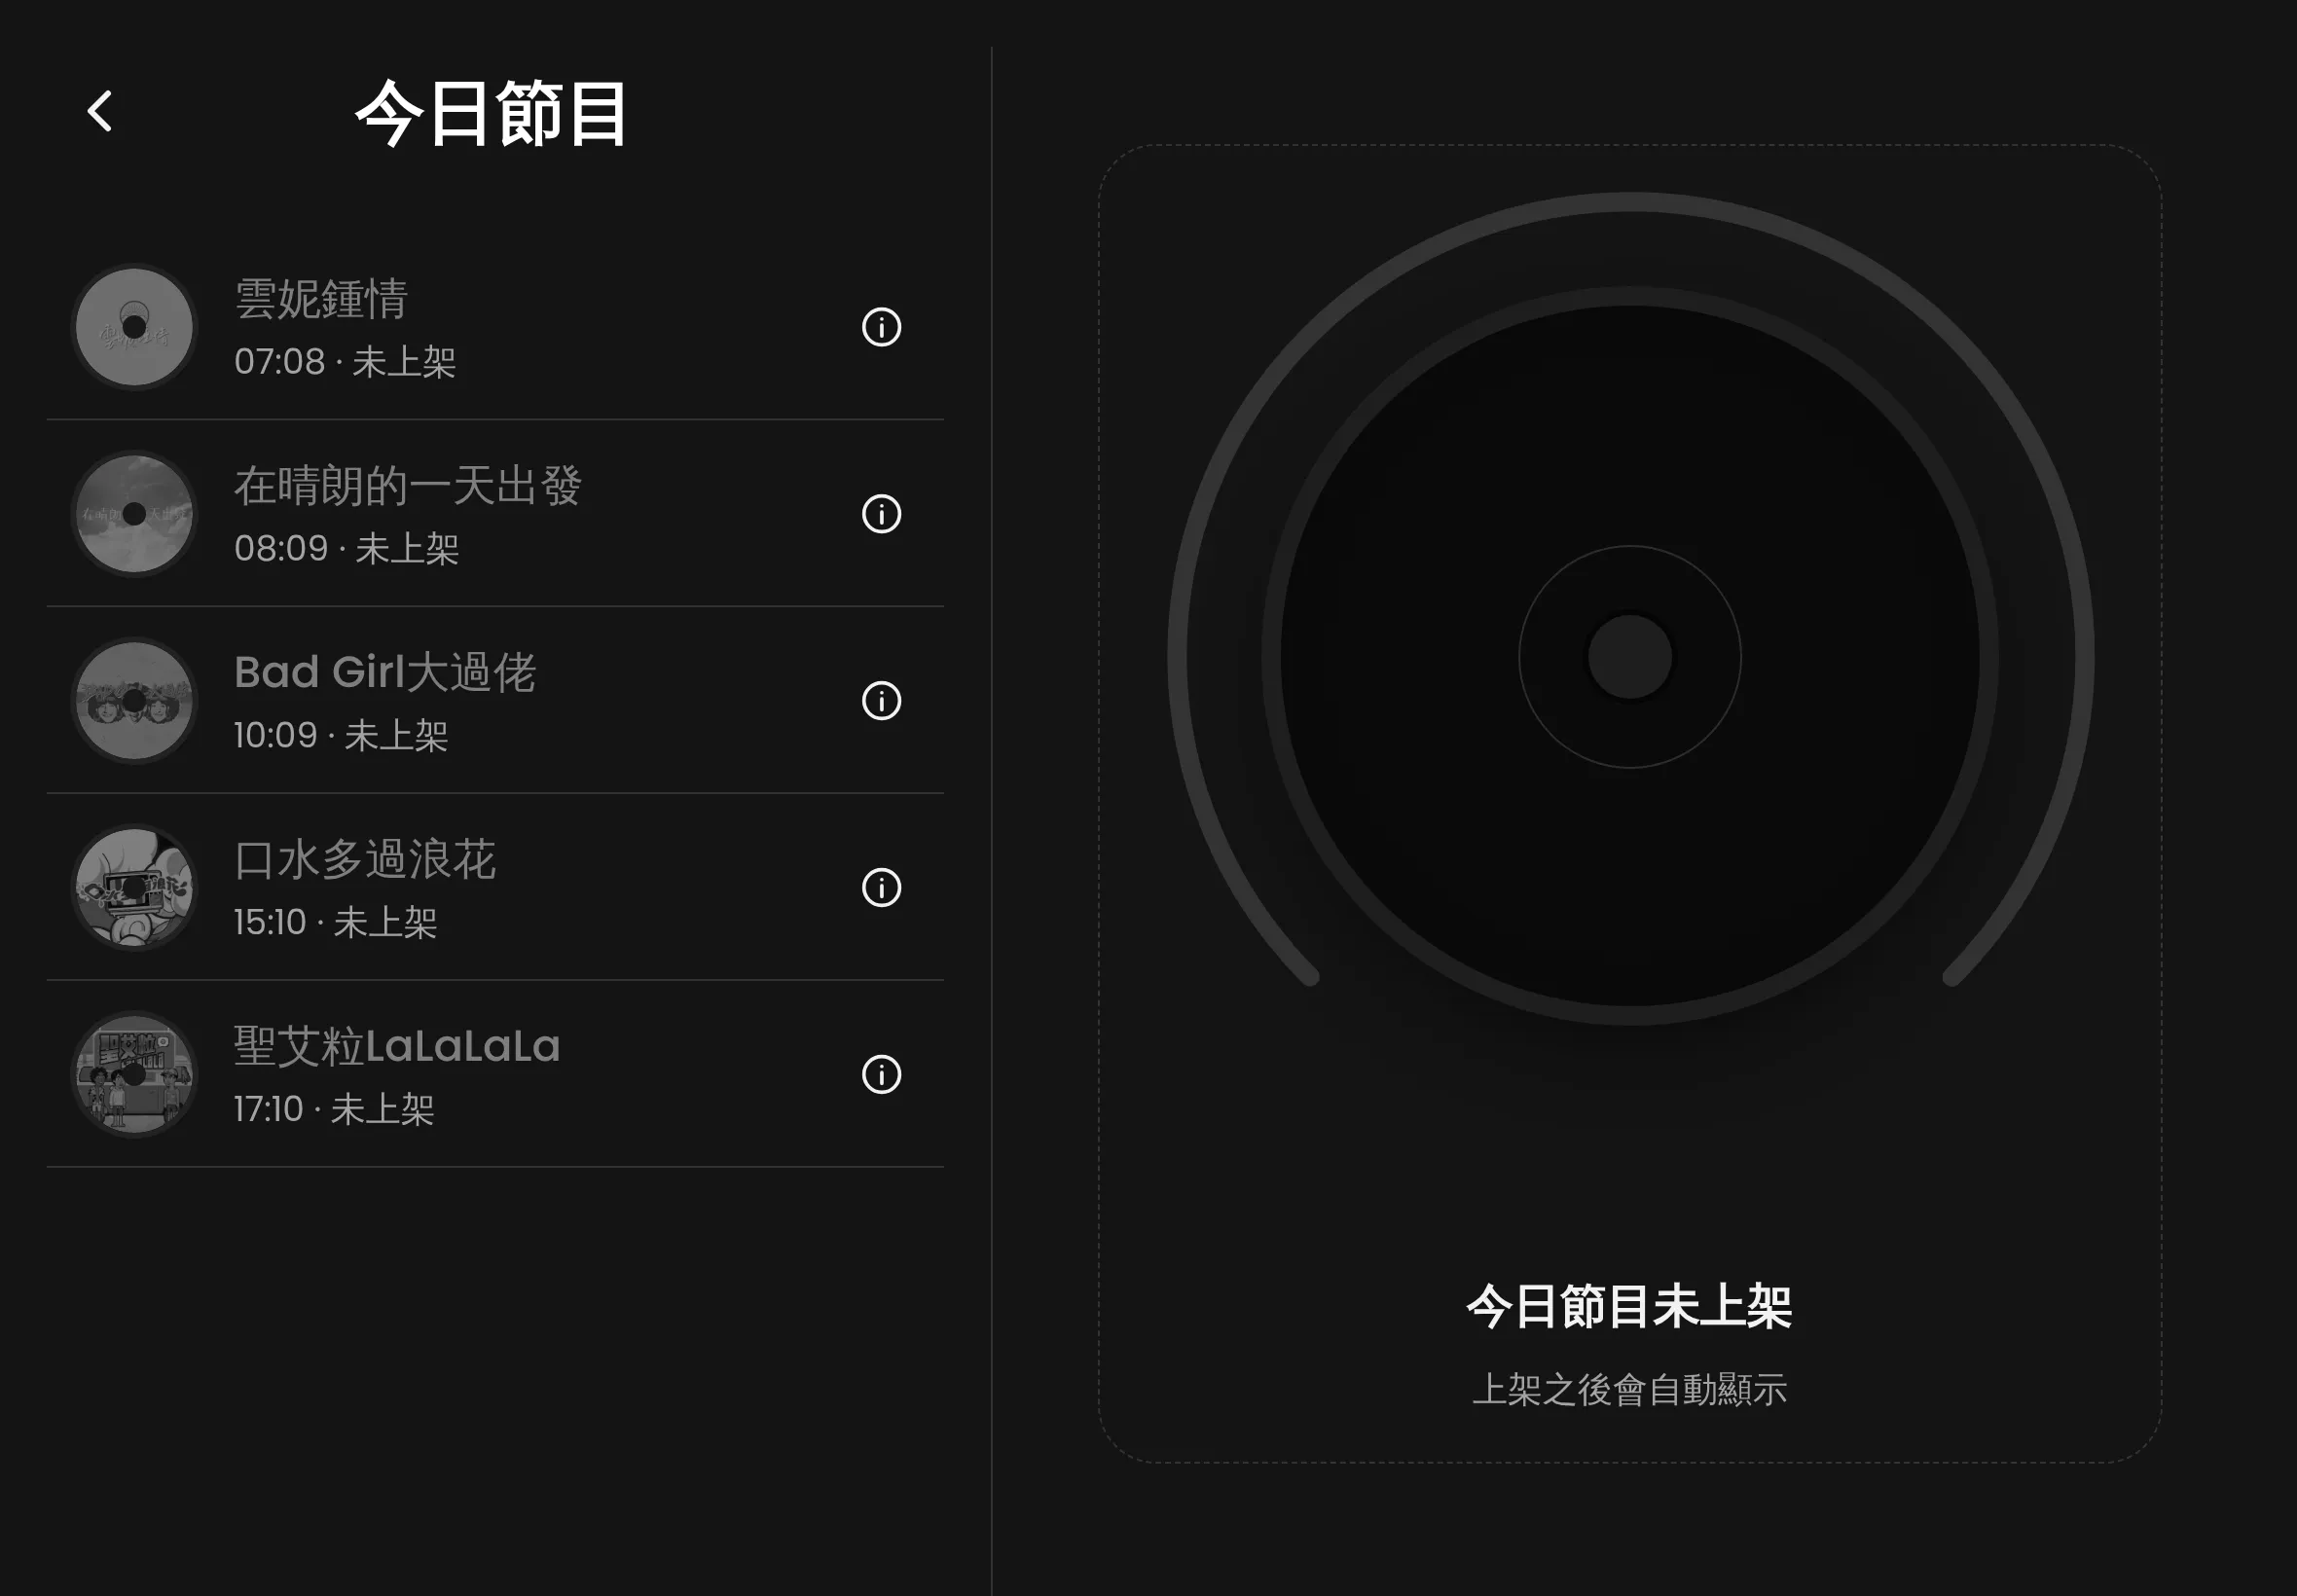 今日節目
雲妮鍾情
07:08 · 未上架
在晴朗的一天出發
08:09 · 未上架
Bad Girl大過佬
10:09 · 未上架
口水多過浪花
15:10 · 未上架
聖艾粒LaLaLaLa
17:10 · 未上架
今日節目未上架
上架之後會自動顯示